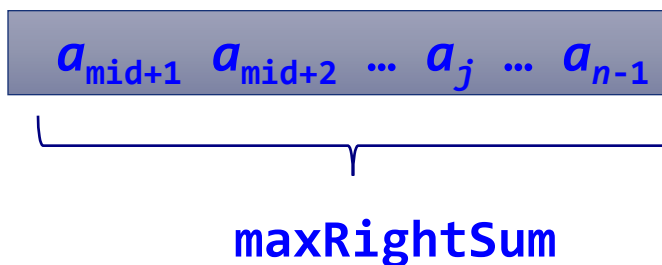 a_mid+1 a_mid+2 … a_j … a_n-1
maxRightSum